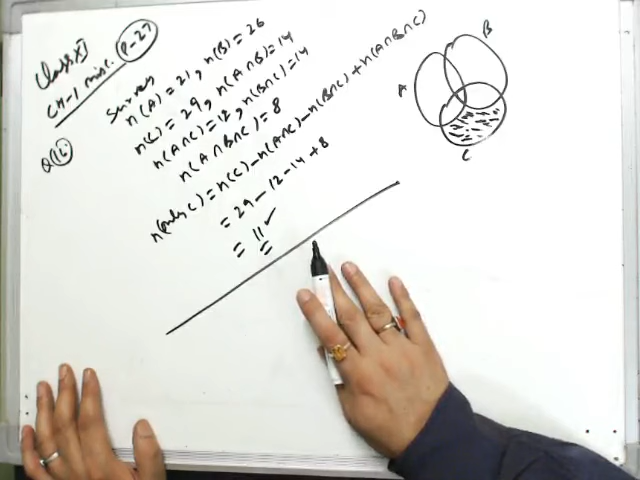 Class XI
CH-1 misc. P-27
Q(16)
Survey
n(A) = 21, n(B) = 26
n(C) = 29, n(A∩B) = 14
n(A∩C) = 12, n(B∩C) = 14
n(A∩B∩C) = 8
n(only C) = n(C) - n(A∩C) - n(B∩C) + n(A∩B∩C)
= 29 - 12 - 14 + 8
= 11 ✓
A
B
C